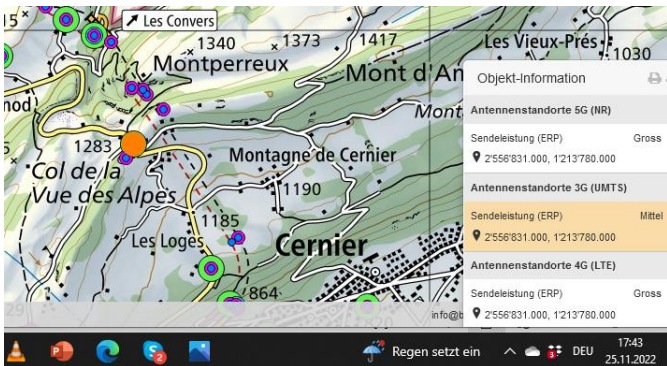 Les Convers
1340
1373
1417
Les Vieux-Prés
1030
Montperreux
Mont d'Am
nod)
Mont
1283
Col de la
Vue des Alpes
Montagne de Cernier
1190
1185
Les Loges
Cernier
864
29
info@b
Objekt-Information
Antennenstandorte 5G (NR)
Sendeleistung (ERP) Gross
2'556'831.000, 1'213'780.000
Antennenstandorte 3G (UMTS)
Sendeleistung (ERP) Mittel
2'556'831.000, 1'213'780.000
Antennenstandorte 4G (LTE)
Sendeleistung (ERP) Gross
2'556'831.000, 1'213'780.000
Regen setzt ein
DEU
17:43
25.11.2022